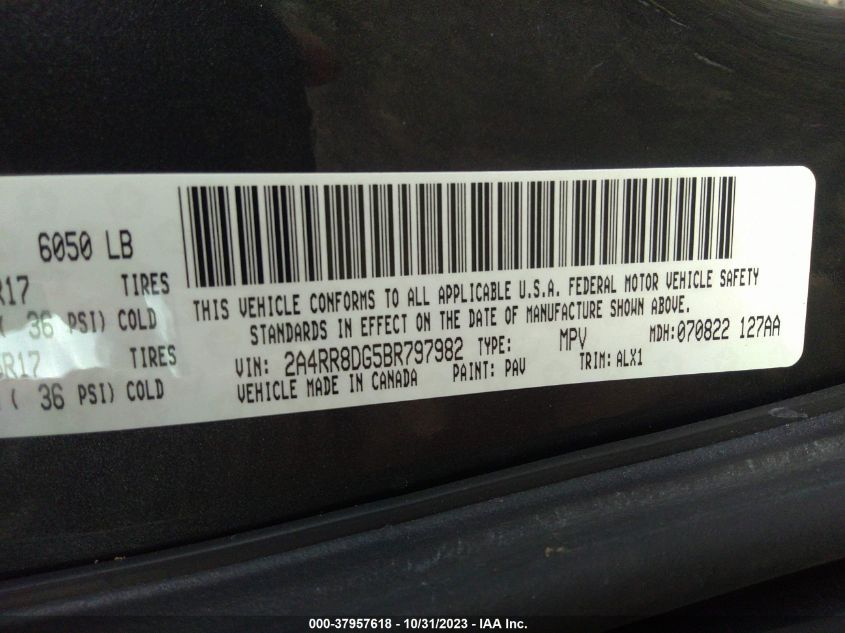 6050 LB
R17 TIRES
( 36 PSI) COLD
R17 TIRES
( 36 PSI) COLD
THIS VEHICLE CONFORMS TO ALL APPLICABLE U.S.A. FEDERAL MOTOR VEHICLE SAFETY
STANDARDS IN EFFECT ON THE DATE OF MANUFACTURE SHOWN ABOVE.
VIN: 2A4RR8DG5BR797982 TYPE: MPV MDH: 070822 127AA
VEHICLE MADE IN CANADA PAINT: PAV TRIM: ALX1
000-37957618 - 10/31/2023 - IAA Inc.